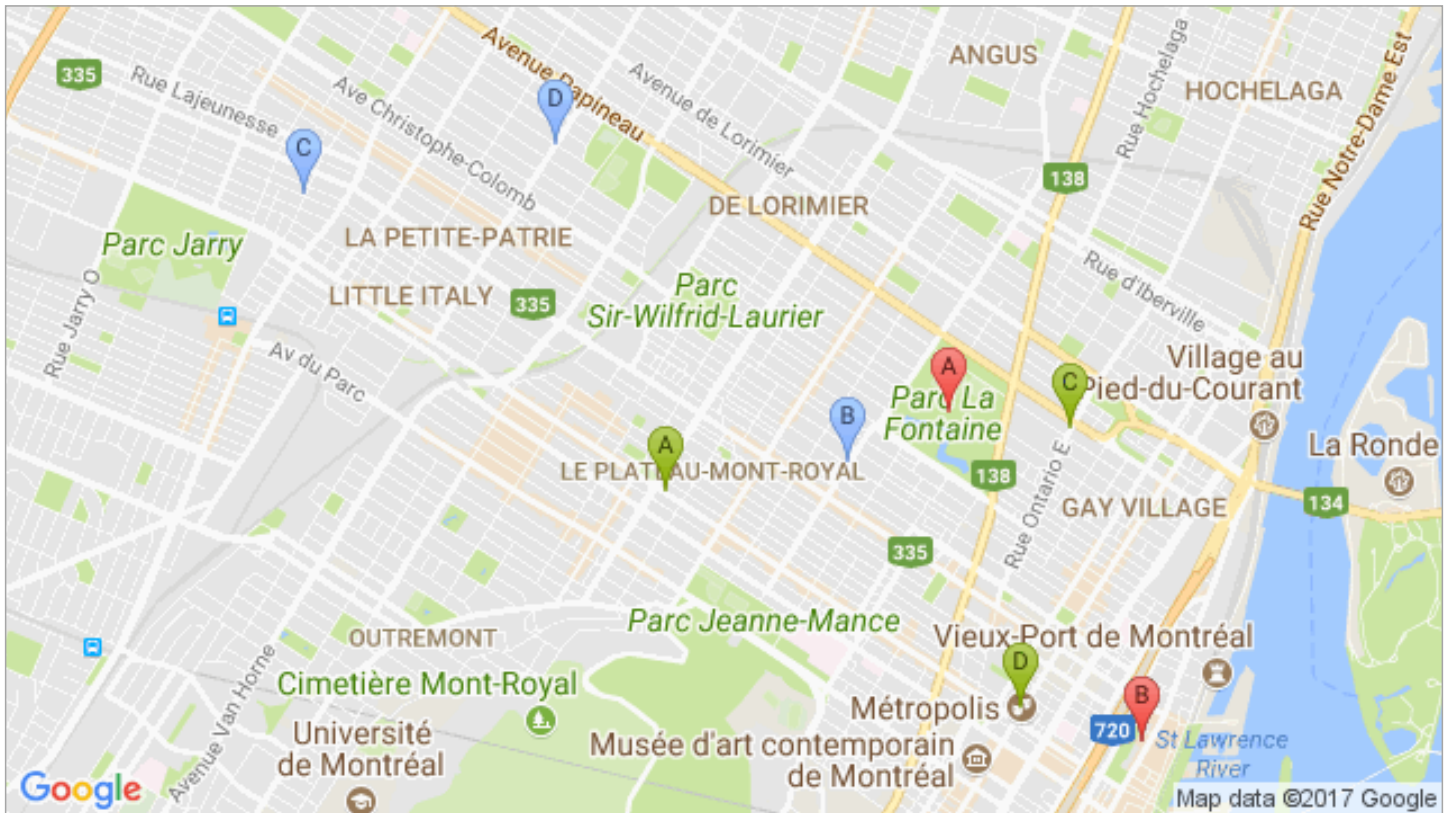 ANGUS
Avenue Papineau
335
Rue Lajeunesse
Ave Christophe-Colomb
D
Avenue de Lorimier
HOCHELAGA
Rue Hochelaga
Rue Notre-Dame Est
C
138
DE LORIMIER
Parc Jarry
LA PETITE-PATRIE
LITTLE ITALY
335
Parc
Sir-Wilfrid-Laurier
Rue d'Iberville
Rue Jarry O
Av du Parc
A
Parc La
Fontaine
C
Village au
Pied-du-Courant
B
A
LE PLATEAU-MONT-ROYAL
La Ronde
138
134
Rue Ontario E
GAY VILLAGE
335
Parc Jeanne-Mance
OUTREMONT
Vieux-Port de Montréal
D
Cimetière Mont-Royal
Avenue Van Horne
Métropolis
B
720
Université
de Montréal
Musée d'art contemporain
de Montréal
St Lawrence
River
Google
Map data ©2017 Google